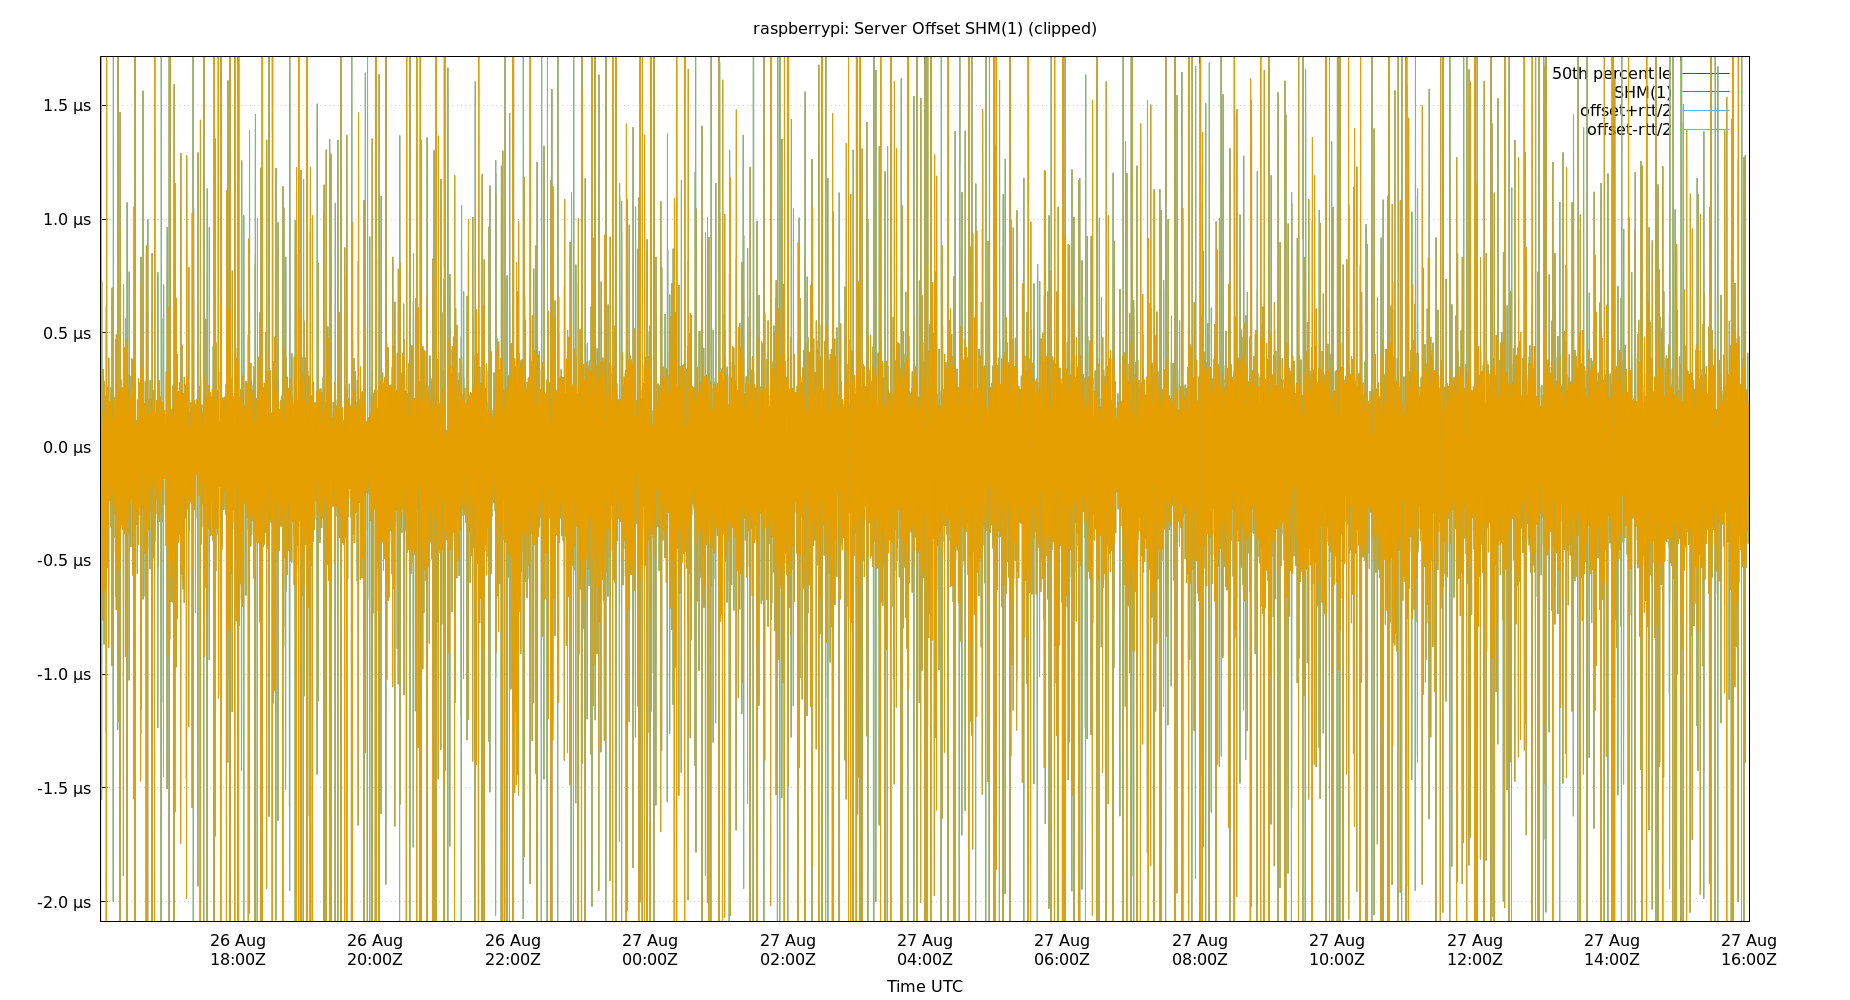 raspberrypi: Server Offset SHM(1) (clipped)
50th percentile
SHM(1)
offset+rtt/2
offset-rtt/2
1.5 µs
1.0 µs
0.5 µs
0.0 µs
-0.5 µs
-1.0 µs
-1.5 µs
-2.0 µs
26 Aug 26 Aug 26 Aug 27 Aug 27 Aug 27 Aug 27 Aug 27 Aug 27 Aug 27 Aug 27 Aug 27 Aug
18:00Z 20:00Z 22:00Z 00:00Z 02:00Z 04:00Z 06:00Z 08:00Z 10:00Z 12:00Z 14:00Z 16:00Z
Time UTC